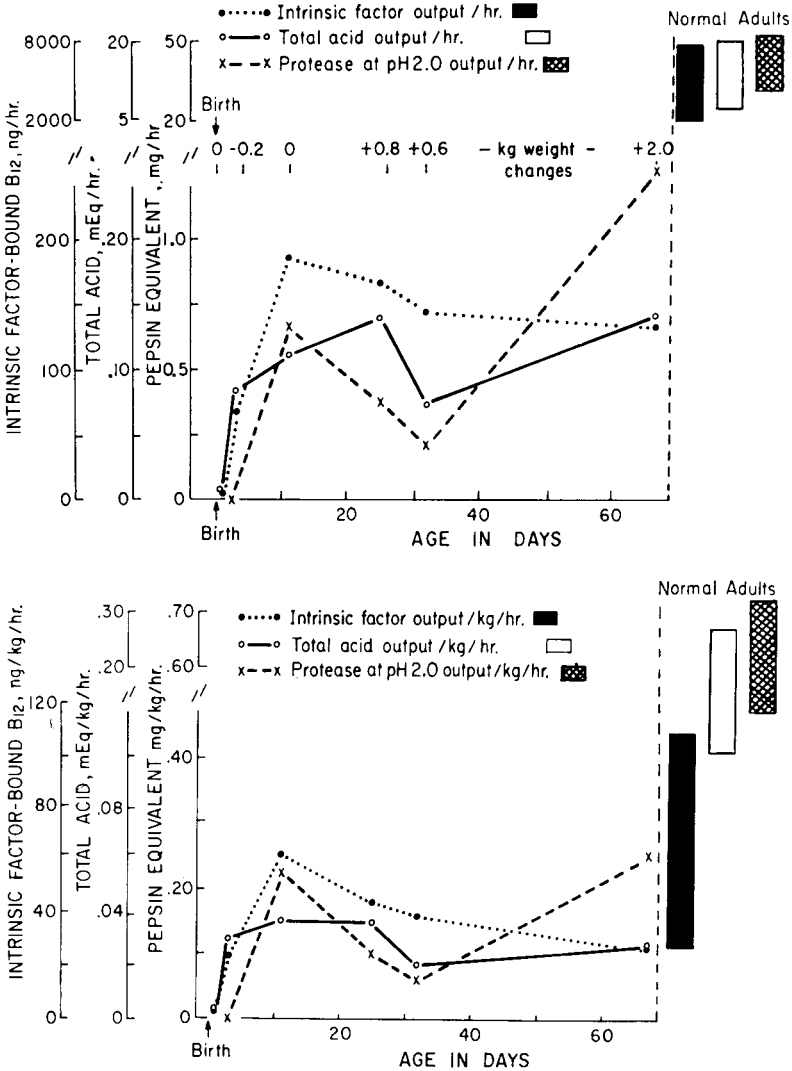 Intrinsic factor output/hr.
Total acid output/hr.
Protease at pH 2.0 output/hr.
Normal Adults
8000
20
50
2000
5
20
Birth
0 -0.2 0 +0.8 +0.6 - kg weight - +2.0
changes
INTRINSIC FACTOR-BOUND B12, ng/hr.
TOTAL ACID, mEq/hr.
PEPSIN EQUIVALENT, mg/hr
200
.20
1.0
100
.10
0.5
0
0
0
20
40
60
Birth
AGE IN DAYS
Normal Adults
Intrinsic factor output/kg/hr.
Total acid output/kg/hr.
Protease at pH 2.0 output/kg/hr.
.30
.70
.20
.60
INTRINSIC FACTOR-BOUND B12, ng/kg/hr.
TOTAL ACID, mEq/kg/hr.
PEPSIN EQUIVALENT mg/kg/hr.
120
.40
80
.08
.20
40
.04
0
0
0
20
40
60
Birth
AGE IN DAYS